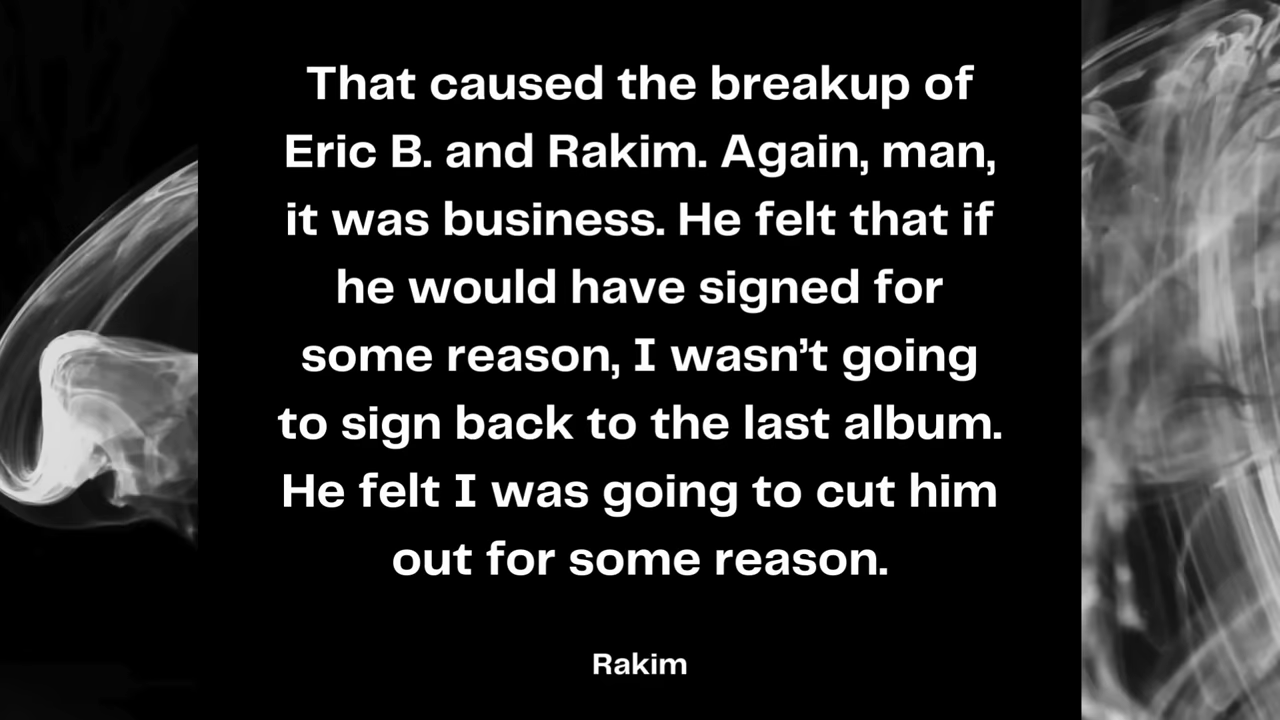 That caused the breakup of
Eric B. and Rakim. Again, man,
it was business. He felt that if
he would have signed for
some reason, I wasn’t going
to sign back to the last album.
He felt I was going to cut him
out for some reason.
Rakim